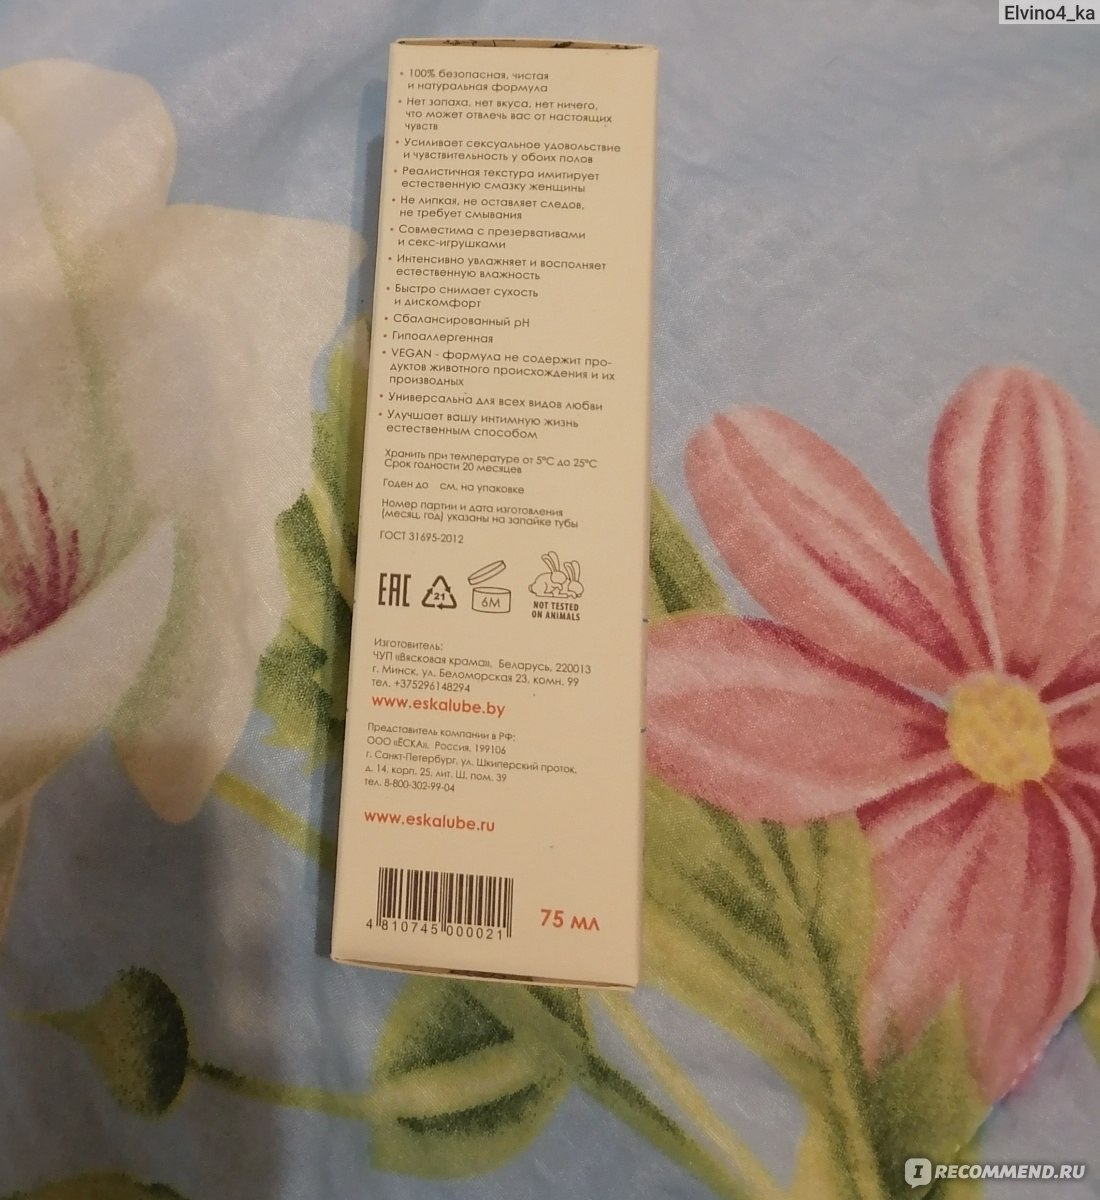 Elvino4_ka
• 100% безопасная, чистая
и натуральная формула
• Нет запаха, нет вкуса, нет ничего,
что может отвлечь вас от настоящих
чувств
• Усиливает сексуальное удовольствие
и чувствительность у обоих полов
• Реалистичная текстура имитирует
естественную смазку женщины
• Не липкая, не оставляет следов,
не требует смывания
• Совместима с презервативами
и секс-игрушками
• Интенсивно увлажняет и восполняет
естественную влажность
• Быстро снимает сухость
и дискомфорт
• Сбалансированный pH
• Гипоаллергенная
• VEGAN - формула не содержит про-
дуктов животного происхождения и их
производных
• Универсальна для всех видов любви
• Улучшает вашу интимную жизнь
естественным способом
Хранить при температуре от 5°С до 25°С
Срок годности 20 месяцев
Годен до см. на упаковке
Номер партии и дата изготовления
(месяц, год) указаны на запайке тубы
ГОСТ 31695-2012
EAC 21 6M NOT TESTED
ON ANIMALS
Изготовитель:
ЧУП «Вясковая крама», Беларусь, 220013
г. Минск, ул. Беломорская 23, комн. 99
тел. +375296148294
www.eskalube.by
Представитель компании в РФ:
ООО «ЁСКА», Россия, 199106
г. Санкт-Петербург, ул. Шкиперский проток,
д. 14, корп. 25, лит. Ш, пом. 39
тел. 8-800-302-99-04
www.eskalube.ru
4 810745 000021
75 мл
IRECOMMEND.RU